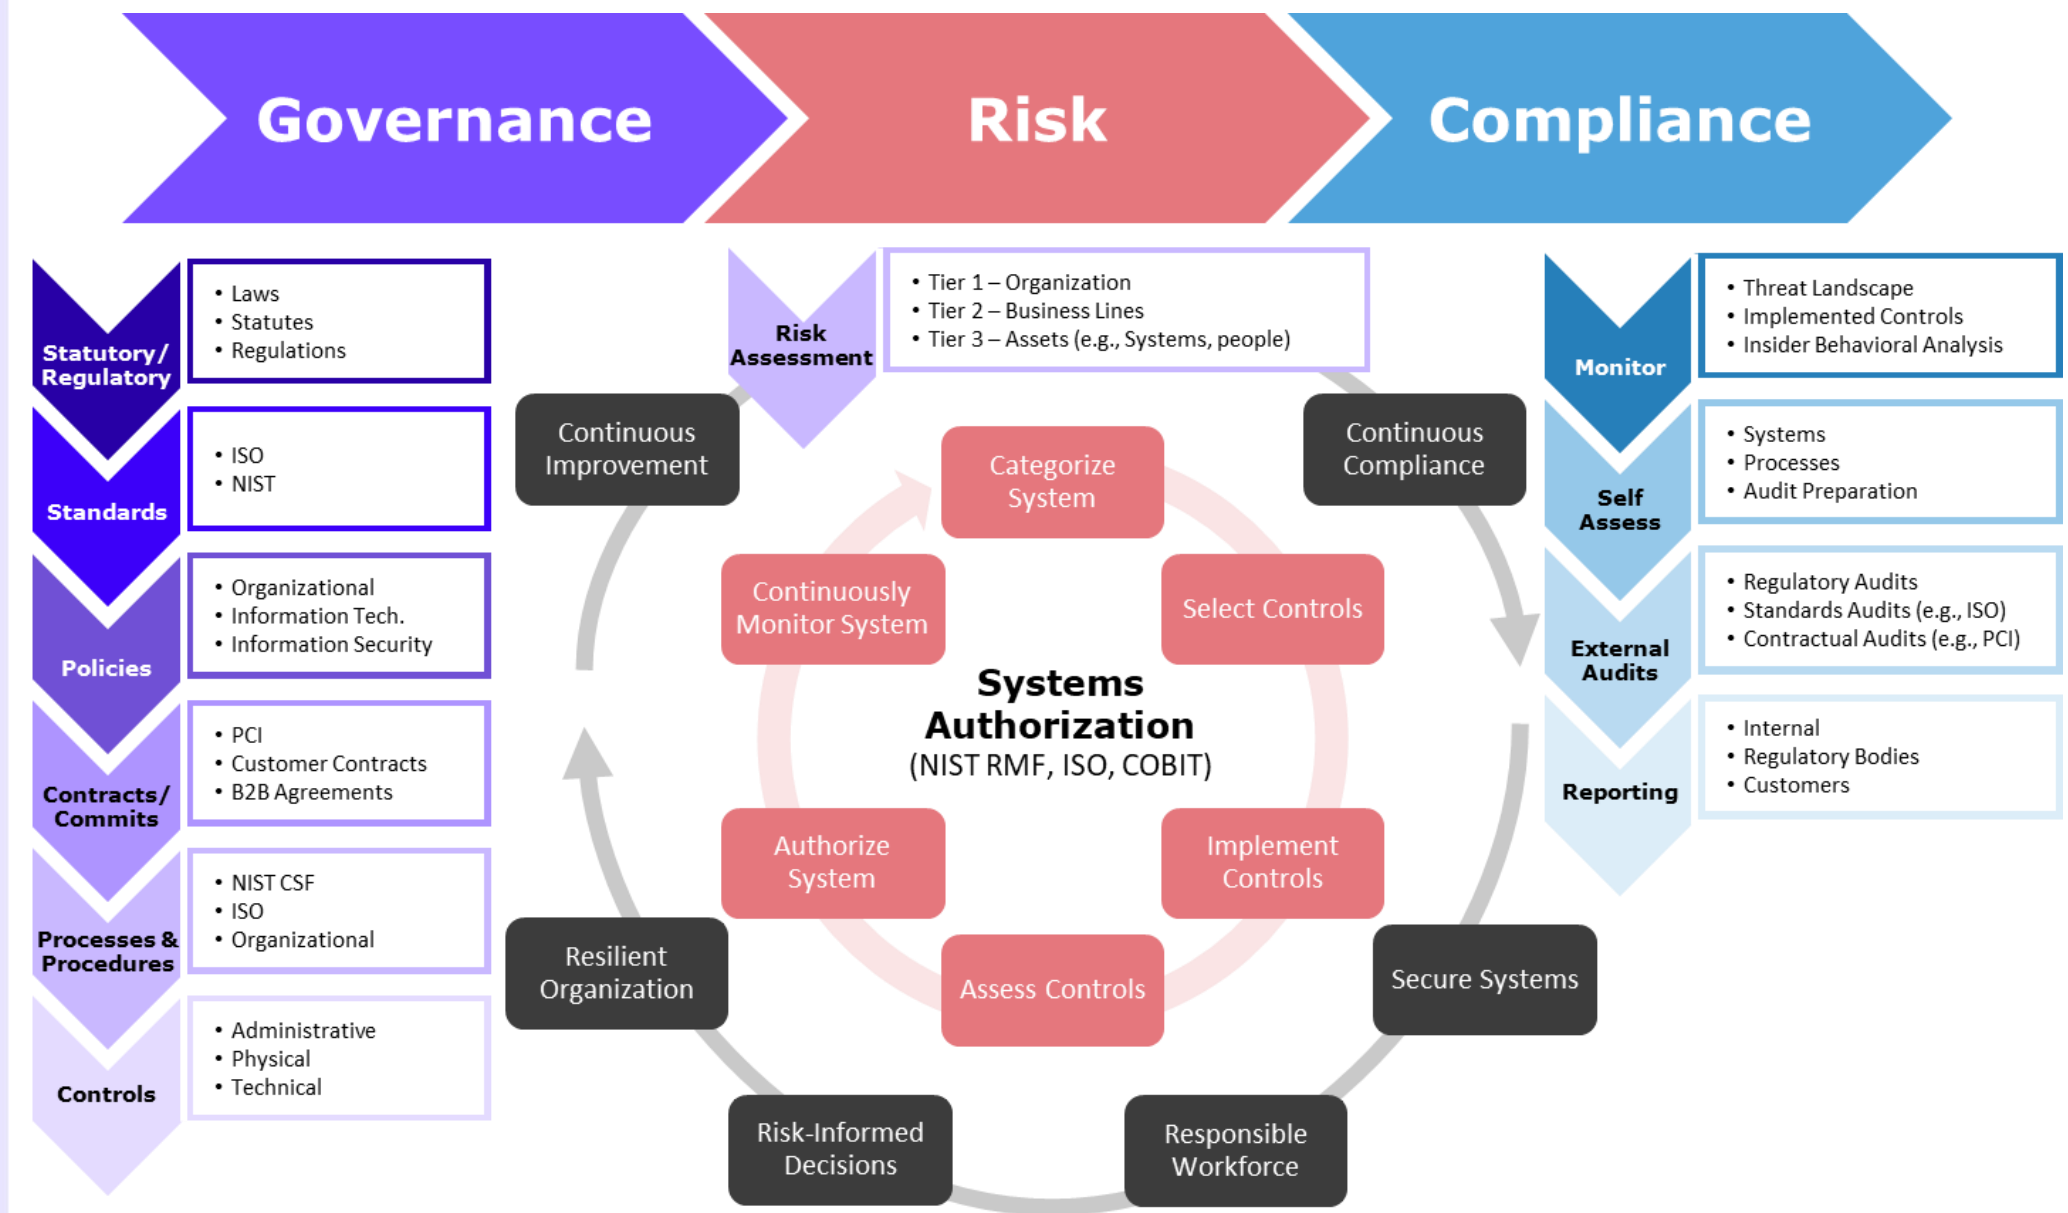 Governance
Risk
Compliance
Statutory/
Regulatory
• Laws
• Statutes
• Regulations
Standards
• ISO
• NIST
Policies
• Organizational
• Information Tech.
• Information Security
Contracts/
Commits
• PCI
• Customer Contracts
• B2B Agreements
Processes &
Procedures
• NIST CSF
• ISO
• Organizational
Controls
• Administrative
• Physical
• Technical
Risk
Assessment
• Tier 1 – Organization
• Tier 2 – Business Lines
• Tier 3 – Assets (e.g., Systems, people)
Continuous
Improvement
Continuous
Compliance
Categorize
System
Continuously
Monitor System
Select Controls
Systems
Authorization
(NIST RMF, ISO, COBIT)
Authorize
System
Implement
Controls
Assess Controls
Resilient
Organization
Secure Systems
Risk-Informed
Decisions
Responsible
Workforce
Monitor
• Threat Landscape
• Implemented Controls
• Insider Behavioral Analysis
Self
Assess
• Systems
• Processes
• Audit Preparation
External
Audits
• Regulatory Audits
• Standards Audits (e.g., ISO)
• Contractual Audits (e.g., PCI)
Reporting
• Internal
• Regulatory Bodies
• Customers